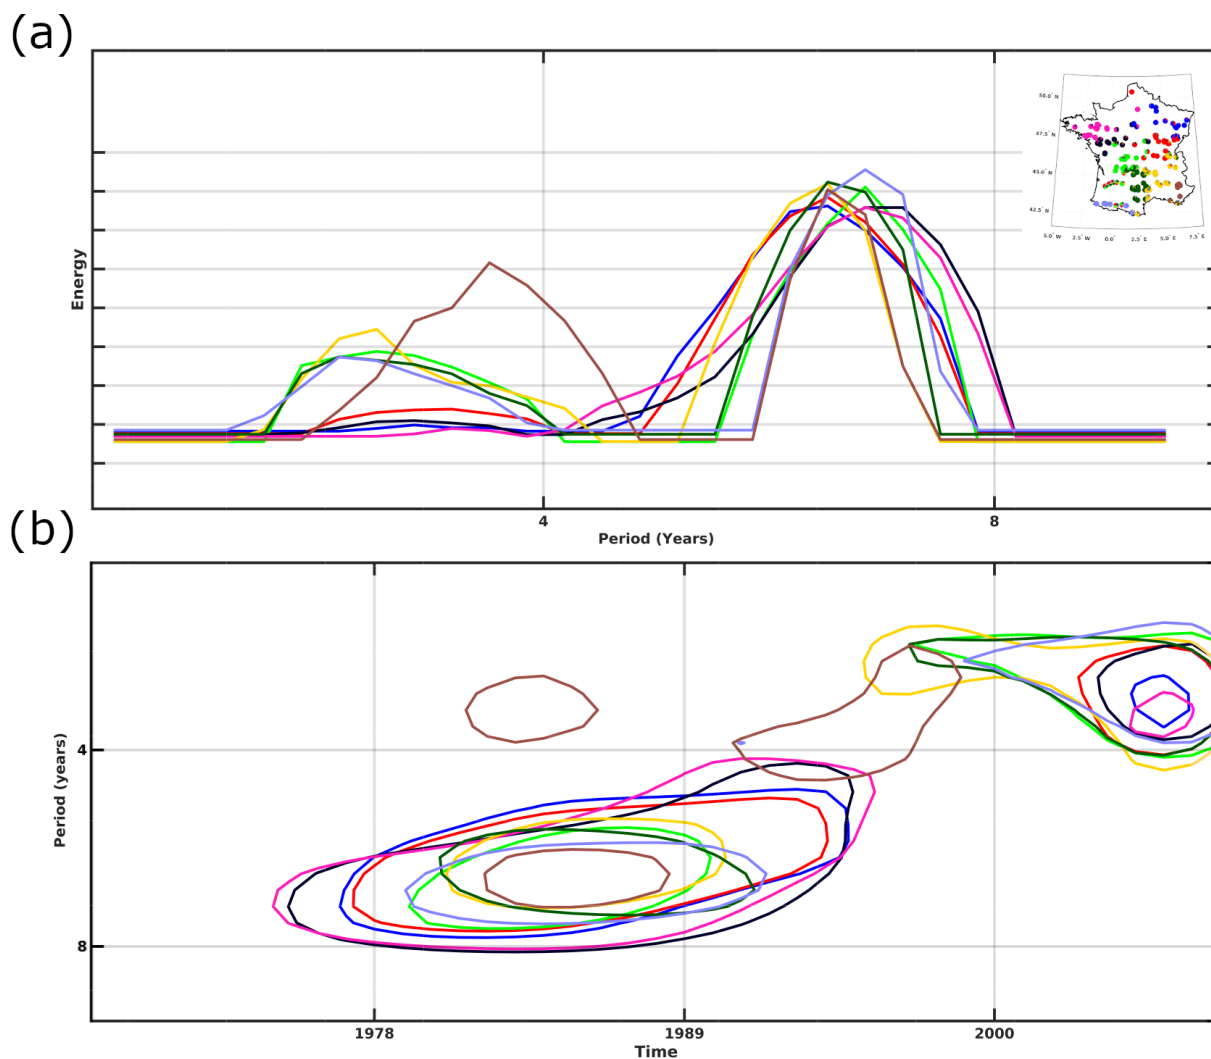 (a)
Energy
50.0° N
47.5° N
45.0° N
42.5° N
5.0° W 2.5° W 0.0° 2.5° E 5.0° E 7.5° E
4 8
Period (Years)
(b)
Period (years)
4
8
1978 1989 2000
Time